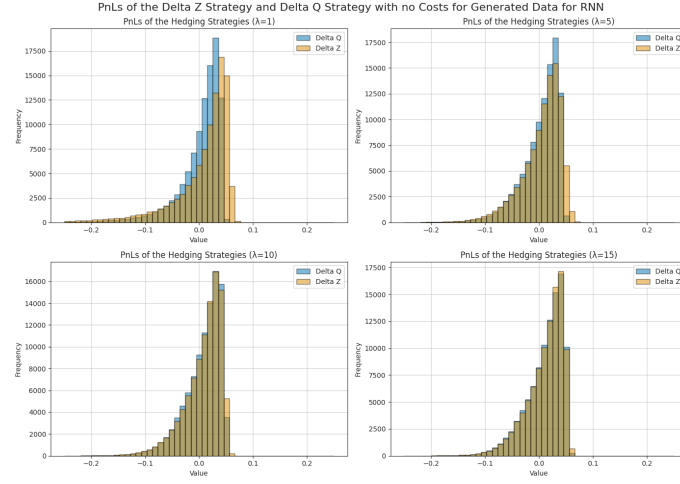 PnLs of the Delta Z Strategy and Delta Q Strategy with no Costs for Generated Data for RNN
PnLs of the Hedging Strategies (λ=1)
17500
15000
12500
10000
7500
5000
2500
0
Frequency
−0.2 −0.1 0.0 0.1 0.2
Value
Delta Q
Delta Z
PnLs of the Hedging Strategies (λ=5)
17500
15000
12500
10000
7500
5000
2500
0
Frequency
−0.2 −0.1 0.0 0.1 0.2
Value
Delta Q
Delta Z
PnLs of the Hedging Strategies (λ=10)
16000
14000
12000
10000
8000
6000
4000
2000
0
Frequency
−0.2 −0.1 0.0 0.1 0.2
Value
Delta Q
Delta Z
PnLs of the Hedging Strategies (λ=15)
17500
15000
12500
10000
7500
5000
2500
0
Frequency
−0.2 −0.1 0.0 0.1 0.2
Value
Delta Q
Delta Z